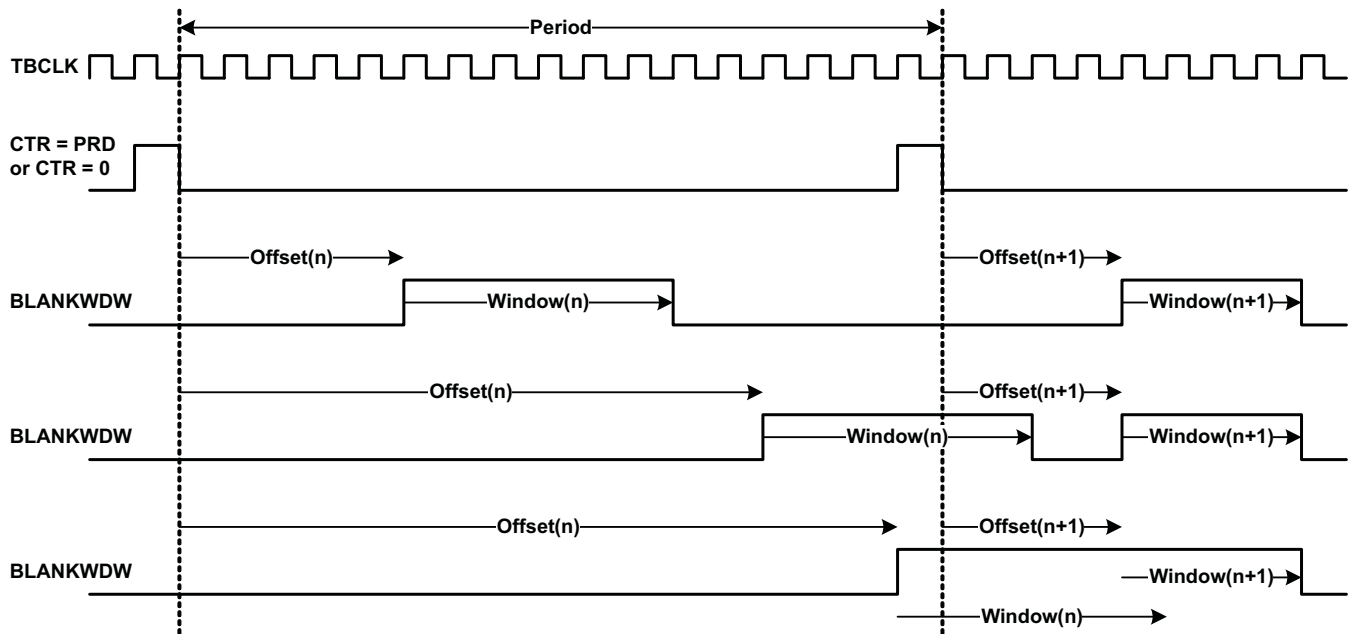 Period
TBCLK
CTR = PRD
or CTR = 0
Offset(n)
Offset(n+1)
BLANKWDW
Window(n)
Window(n+1)
Offset(n)
Offset(n+1)
BLANKWDW
Window(n)
Window(n+1)
Offset(n)
Offset(n+1)
BLANKWDW
Window(n+1)
Window(n)